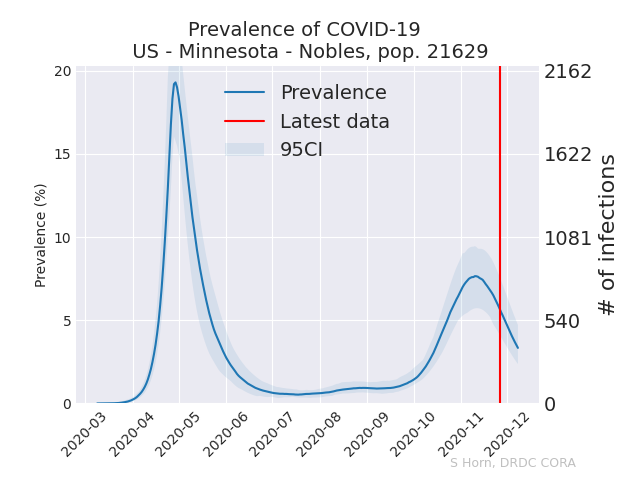 Prevalence of COVID-19
US - Minnesota - Nobles, pop. 21629
Prevalence
Latest data
95CI
Prevalence (%)
20
15
10
5
0
2162
1622
1081
540
0
# of infections
2020-03
2020-04
2020-05
2020-06
2020-07
2020-08
2020-09
2020-10
2020-11
2020-12
S Horn, DRDC CORA